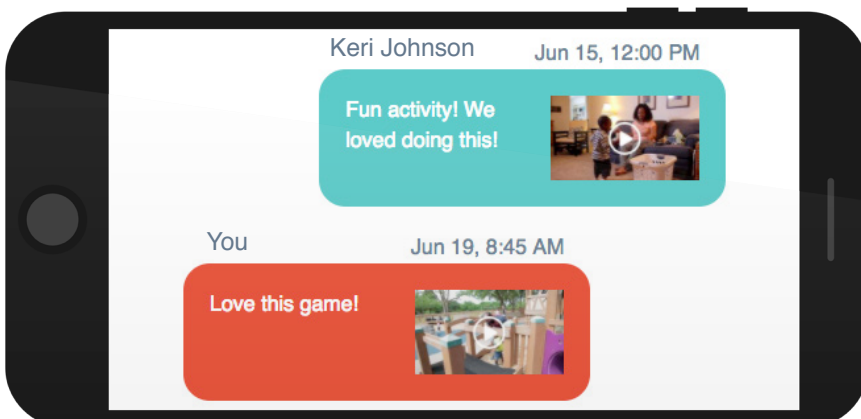 Keri Johnson Jun 15, 12:00 PM
Fun activity! We
loved doing this!
You Jun 19, 8:45 AM
Love this game!